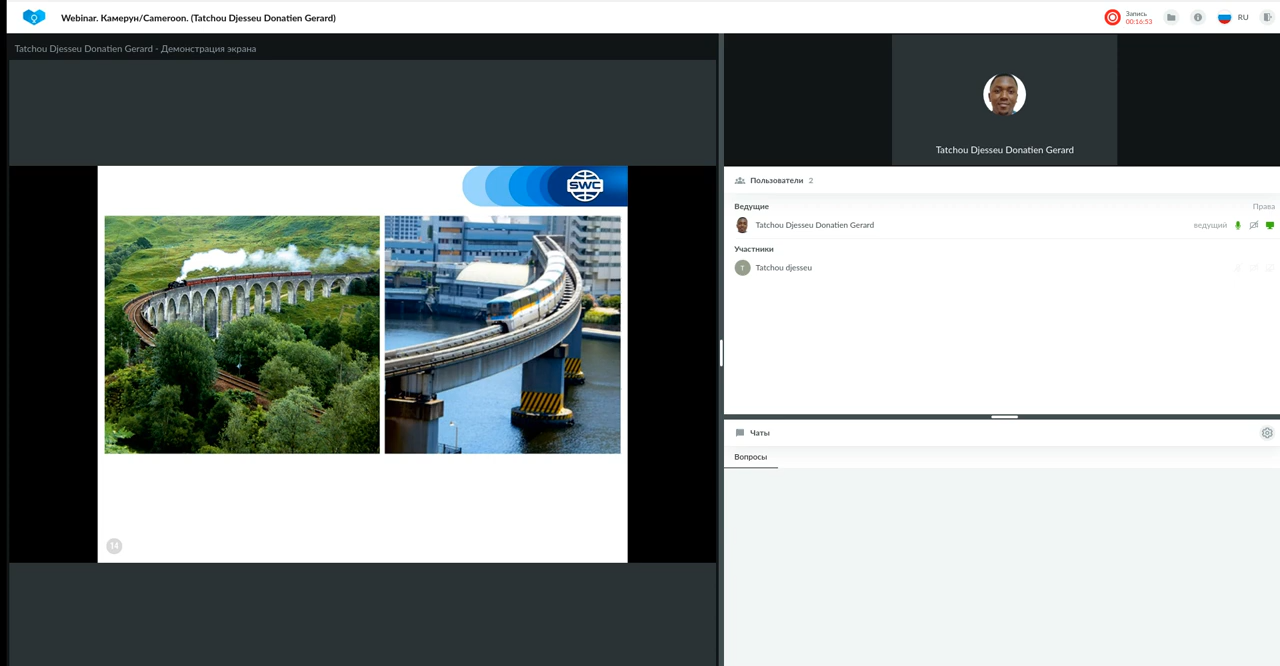 Webinar. Камерун/Cameroon. (Tatchou Djesseu Donatien Gerard)
Запись
00:16:53
RU
Tatchou Djesseu Donatien Gerard - Демонстрация экрана
SWC
14
Tatchou Djesseu Donatien Gerard
Пользователи 2
Ведущие Права
Tatchou Djesseu Donatien Gerard ведущий
Участники
T Tatchou djesseu
Чаты
Вопросы